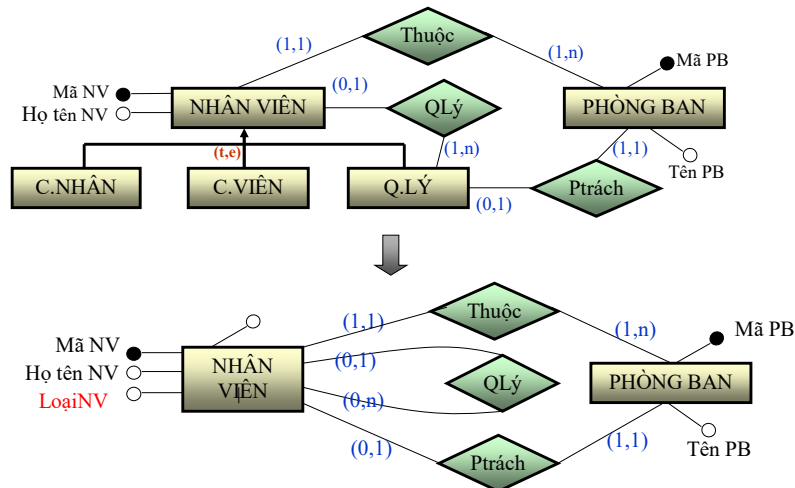 Thuộc
(1,1)
(1,n)
Mã PB
Mã NV
Họ tên NV
NHÂN VIÊN
(0,1)
QLý
PHÒNG BAN
(t,e)
(1,n)
(1,1)
Tên PB
C.NHÂN
C.VIÊN
Q.LÝ
(0,1)
Ptrách
Thuộc
(1,1)
(1,n)
Mã PB
Mã NV
Họ tên NV
LoạiNV
NHÂN
VIÊN
(0,1)
QLý
PHÒNG BAN
(0,n)
(0,1)
Ptrách
(1,1)
Tên PB